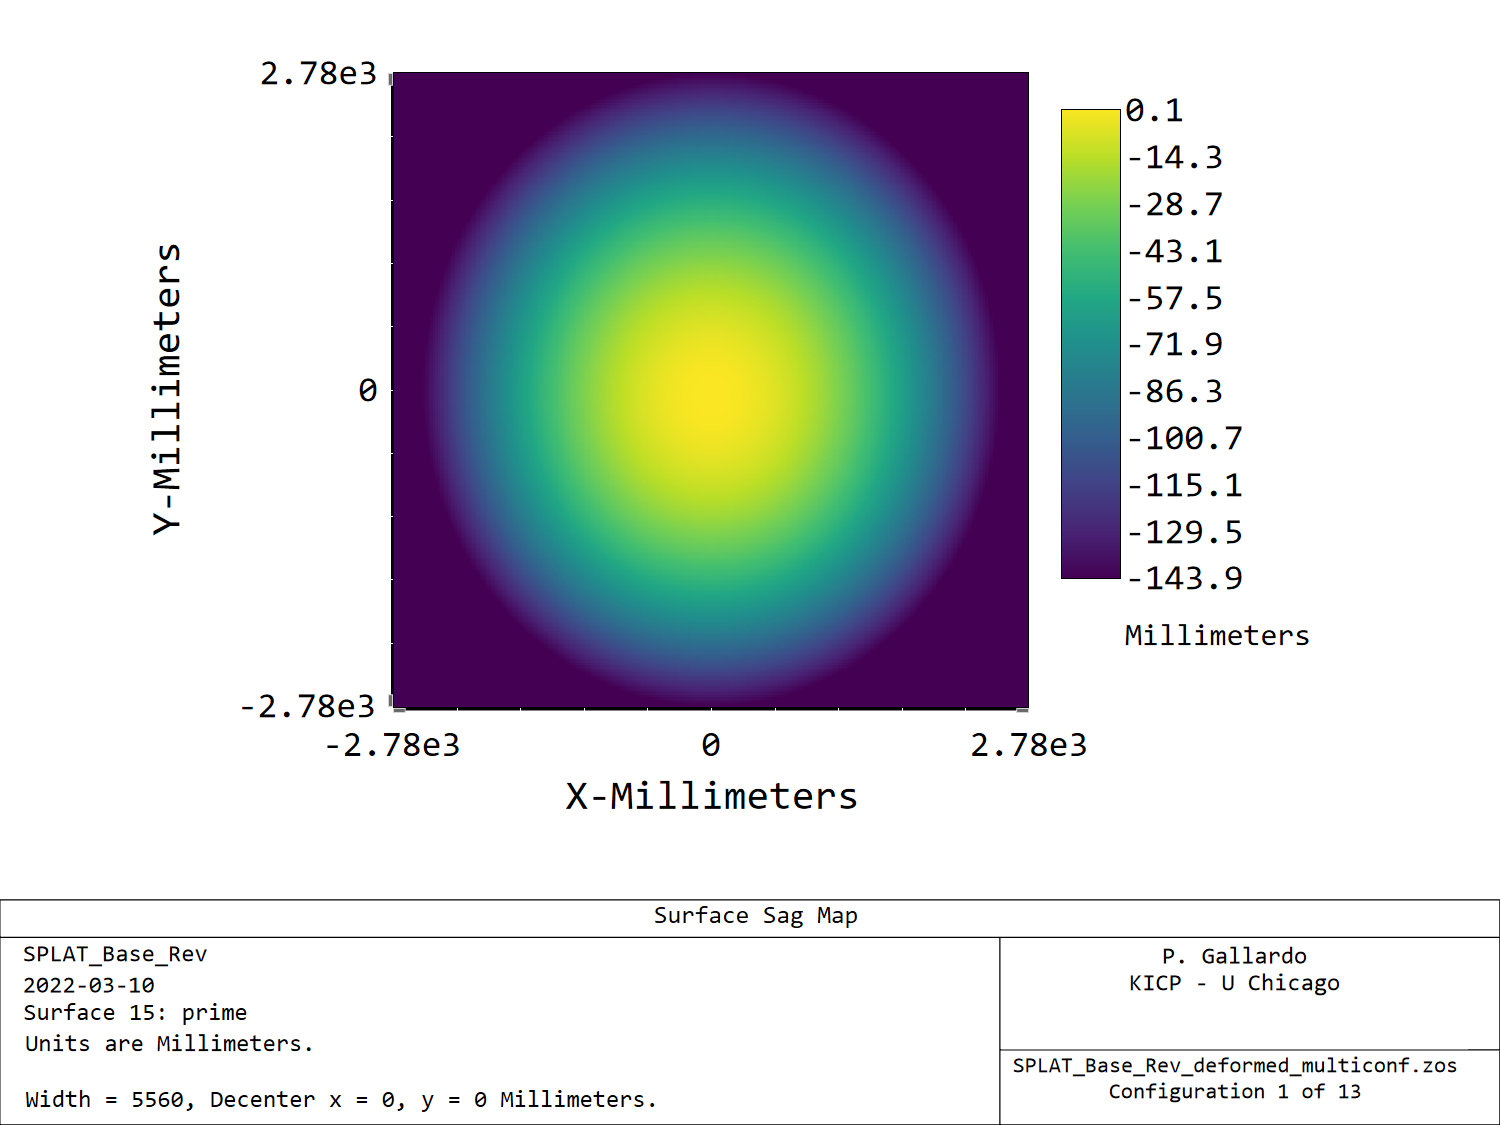 2.78e3
0
-2.78e3
Y-Millimeters
-2.78e3
0
2.78e3
X-Millimeters
0.1
-14.3
-28.7
-43.1
-57.5
-71.9
-86.3
-100.7
-115.1
-129.5
-143.9
Millimeters
Surface Sag Map
SPLAT_Base_Rev
2022-03-10
Surface 15: prime
Units are Millimeters.
Width = 5560, Decenter x = 0, y = 0 Millimeters.
P. Gallardo
KICP - U Chicago
SPLAT_Base_Rev_deformed_multiconf.zos
Configuration 1 of 13